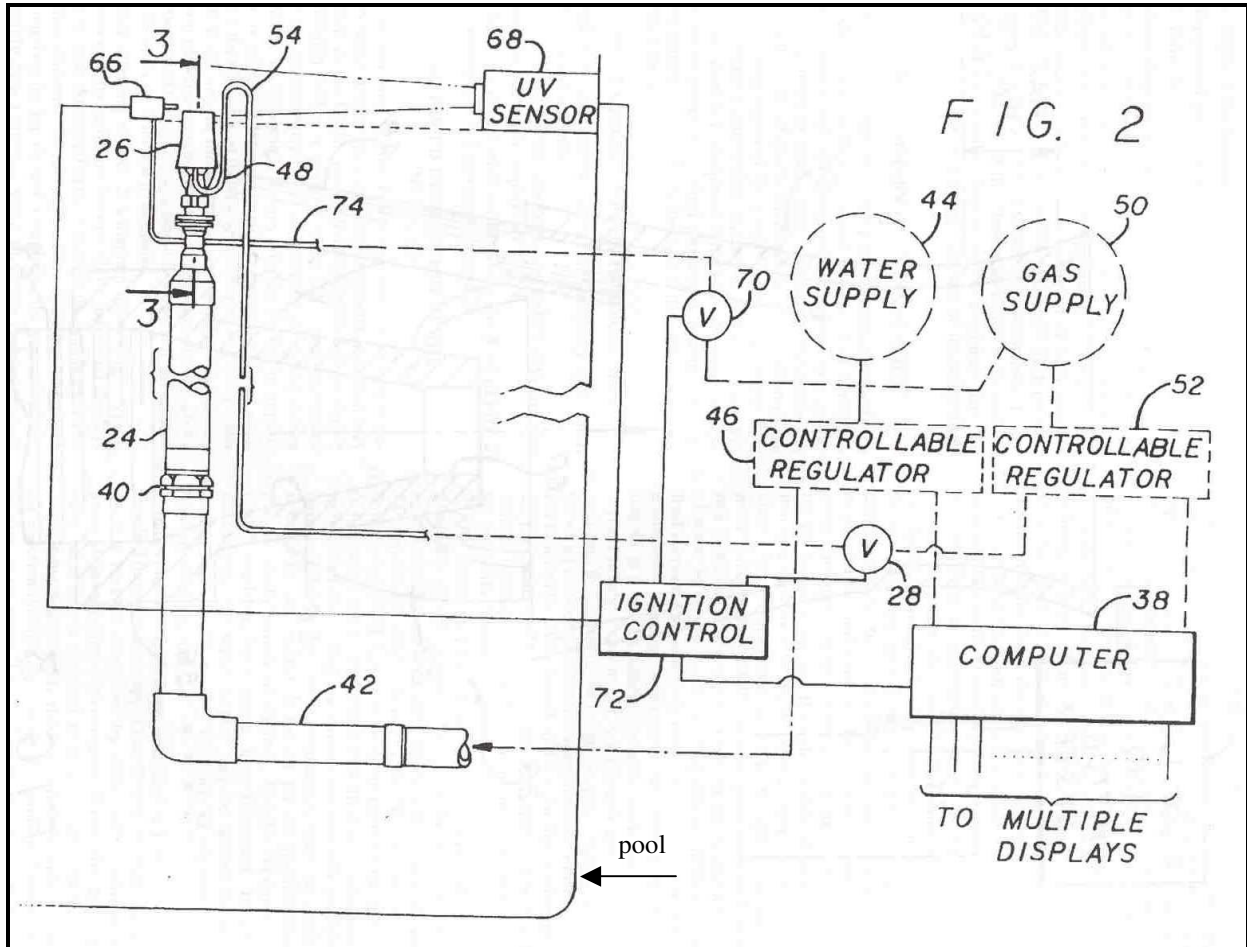 3
54
68
66
UV
SENSOR
FIG. 2
26
48
44
50
74
WATER
SUPPLY
GAS
SUPPLY
70
V
3
52
46
CONTROLLABLE
REGULATOR
CONTROLLABLE
REGULATOR
24
40
V
28
IGNITION
CONTROL
38
COMPUTER
42
72
TO MULTIPLE
DISPLAYS
pool